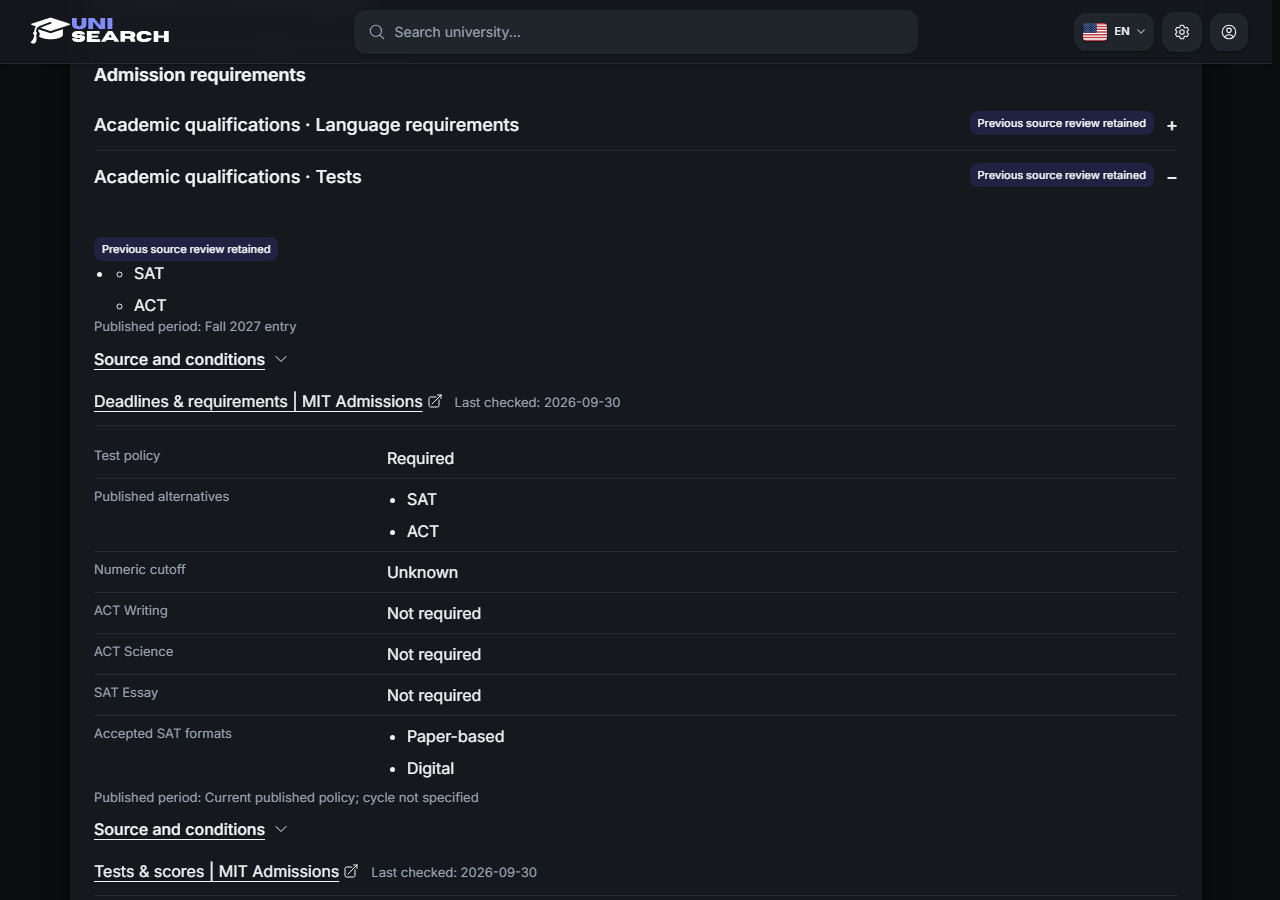 UNI
SEARCH
Search university...
EN
Admission requirements
Academic qualifications · Language requirements
Previous source review retained
+
Academic qualifications · Tests
Previous source review retained
−
Previous source review retained
SAT
ACT
Published period: Fall 2027 entry
Source and conditions
Deadlines & requirements | MIT Admissions
Last checked: 2026-09-30
Test policy
Required
Published alternatives
SAT
ACT
Numeric cutoff
Unknown
ACT Writing
Not required
ACT Science
Not required
SAT Essay
Not required
Accepted SAT formats
Paper-based
Digital
Published period: Current published policy; cycle not specified
Source and conditions
Tests & scores | MIT Admissions
Last checked: 2026-09-30